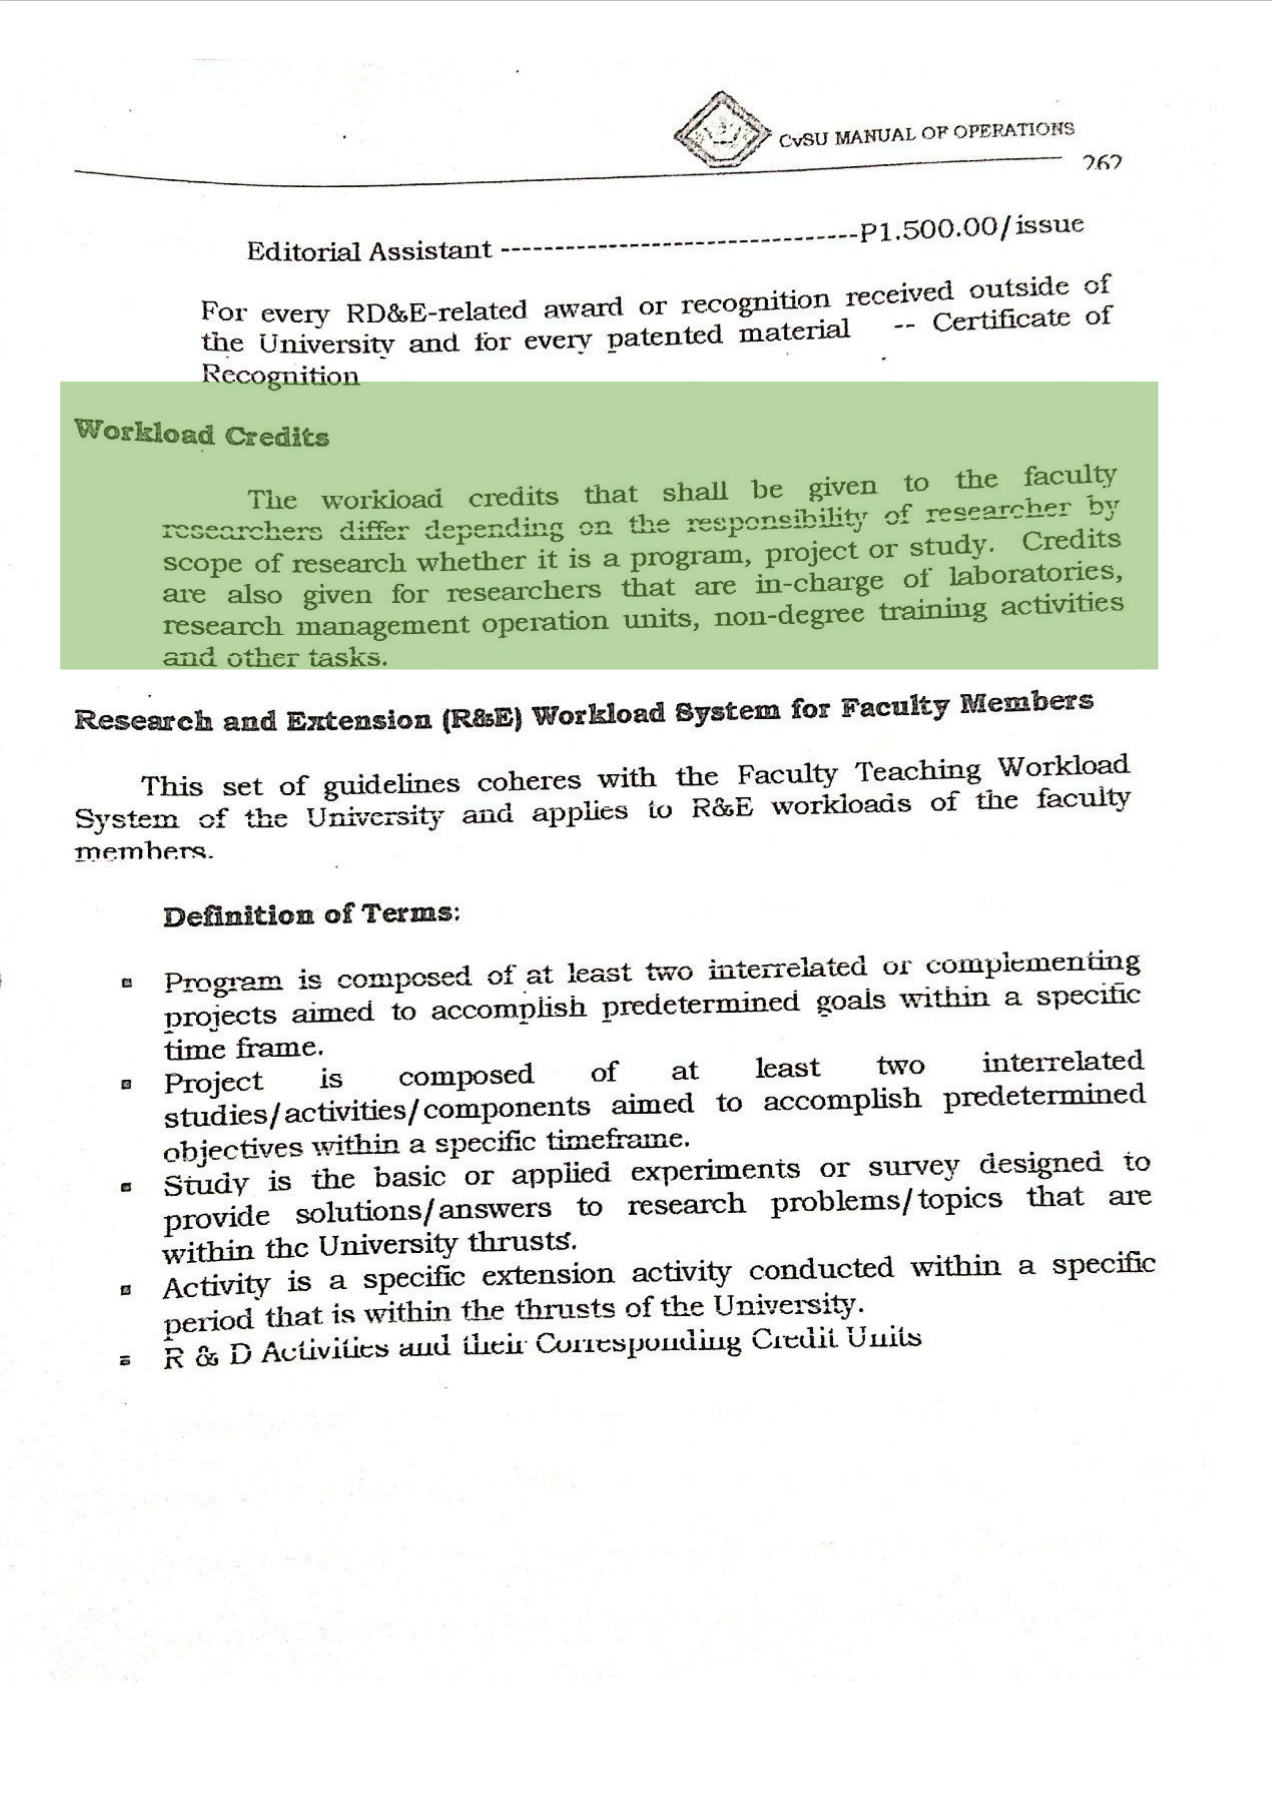 CvSU MANUAL OF OPERATIONS
262
Editorial Assistant ---------------------------------P1.500.00/issue
For every RD&E-related award or recognition received outside of
the University and for every patented material -- Certificate of
Recognition
Workload Credits
The workload credits that shall be given to the faculty
researchers differ depending on the responsibility of researcher by
scope of research whether it is a program, project or study. Credits
are also given for researchers that are in-charge of laboratories,
research management operation units, non-degree training activities
and other tasks.
Research and Extension (R&E) Workload System for Faculty Members
This set of guidelines coheres with the Faculty Teaching Workload
System of the University and applies to R&E workloads of the faculty
members.
Definition of Terms:
Program is composed of at least two interrelated or complementing
projects aimed to accomplish predetermined goals within a specific
time frame.
Project is composed of at least two interrelated
studies/activities/components aimed to accomplish predetermined
objectives within a specific timeframe.
Study is the basic or applied experiments or survey designed to
provide solutions/answers to research problems/topics that are
within the University thrusts.
Activity is a specific extension activity conducted within a specific
period that is within the thrusts of the University.
R & D Activities and their Corresponding Credit Units